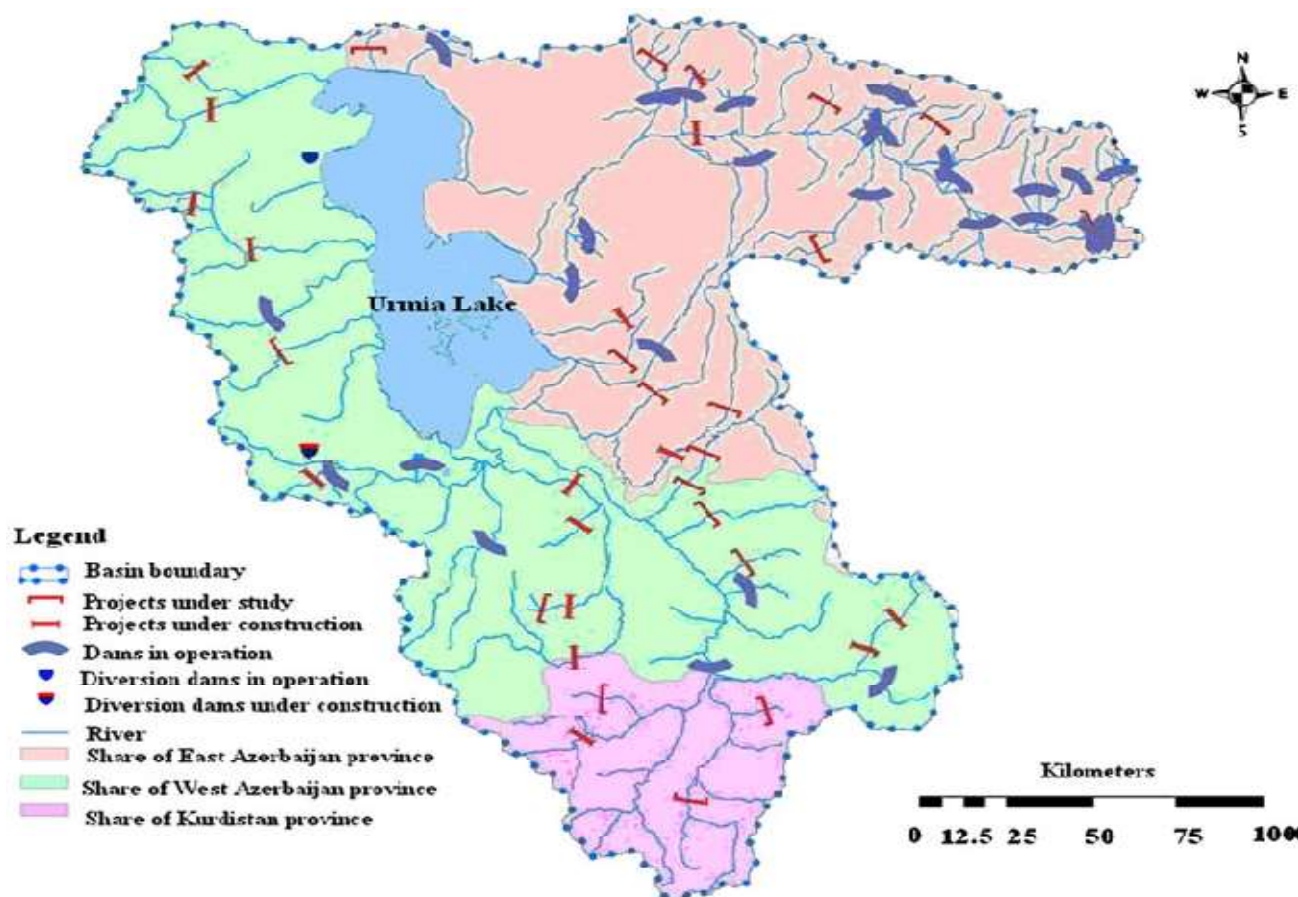 N
W E
S
Urmia Lake
Legend
Basin boundary
Projects under study
Projects under construction
Dams in operation
Diversion dams in operation
Diversion dams under construction
River
Share of East Azerbaijan province
Share of West Azerbaijan province
Share of Kurdistan province
Kilometers
0 12.5 25 50 75 100